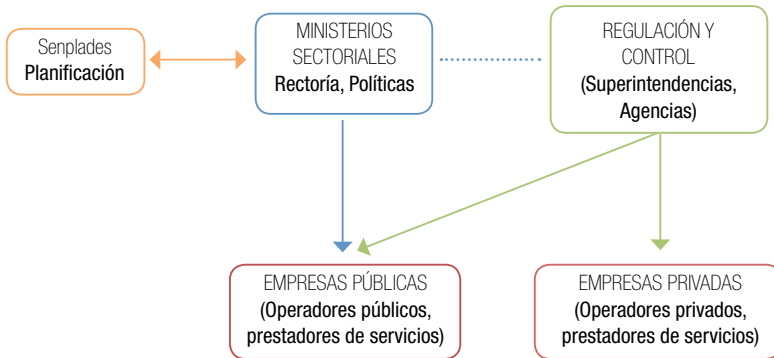 Senplades
Planificación
MINISTERIOS
SECTORIALES
Rectoría, Políticas
REGULACIÓN Y
CONTROL
(Superintendencias,
Agencias)
EMPRESAS PÚBLICAS
(Operadores públicos,
prestadores de servicios)
EMPRESAS PRIVADAS
(Operadores privados,
prestadores de servicios)